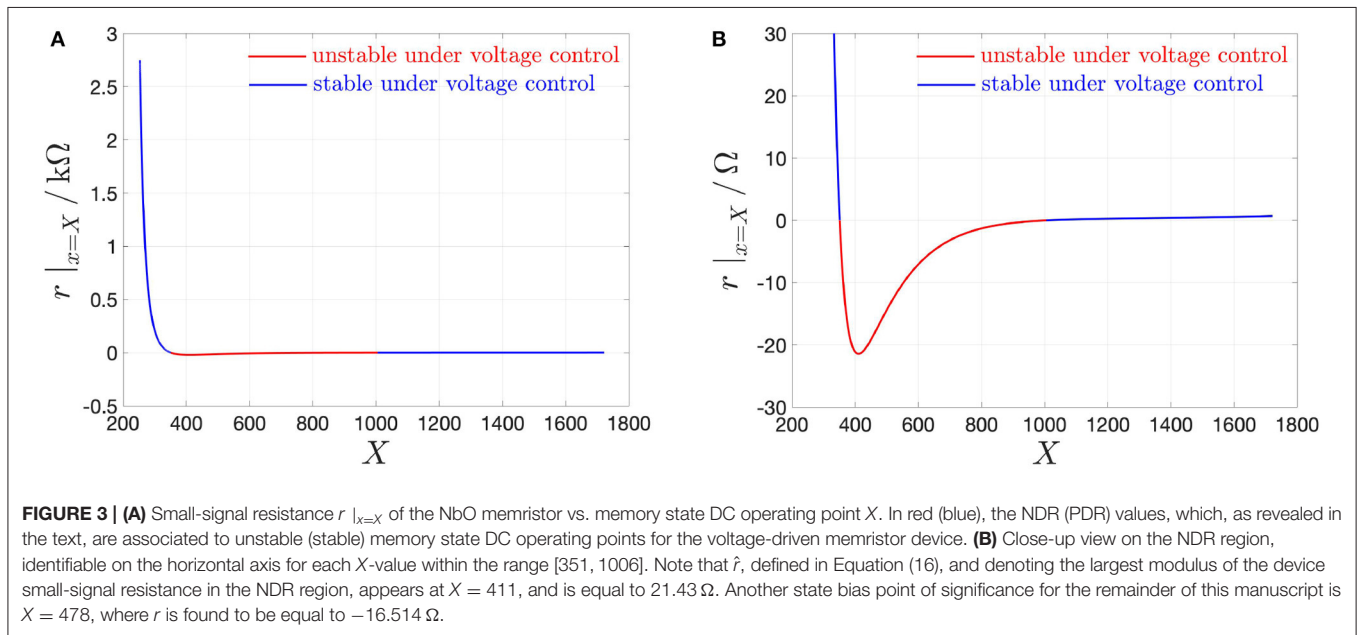 A
3
2.5
2
1.5
1
0.5
0
-0.5
200 400 600 800 1000 1200 1400 1600 1800
r |x=X / kΩ
X
unstable under voltage control
stable under voltage control
B
30
20
10
0
-10
-20
-30
200 400 600 800 1000 1200 1400 1600 1800
r |x=X / Ω
X
unstable under voltage control
stable under voltage control
FIGURE 3 | (A) Small-signal resistance r |x=X of the NbO memristor vs. memory state DC operating point X. In red (blue), the NDR (PDR) values, which, as revealed in
the text, are associated to unstable (stable) memory state DC operating points for the voltage-driven memristor device. (B) Close-up view on the NDR region,
identifiable on the horizontal axis for each X-value within the range [351, 1006]. Note that r̂, defined in Equation (16), and denoting the largest modulus of the device
small-signal resistance in the NDR region, appears at X = 411, and is equal to 21.43 Ω. Another state bias point of significance for the remainder of this manuscript is
X = 478, where r is found to be equal to −16.514 Ω.